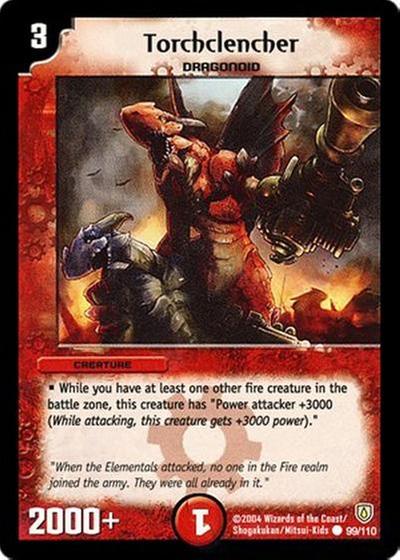 3
Torchclencher
DRAGONOID
CREATURE
▪ While you have at least one other fire creature in the
battle zone, this creature has "Power attacker +3000
(While attacking, this creature gets +3000 power)."
"When the Elementals attacked, no one in the Fire realm
joined the army. They were all already in it."
2000+
1
©2004 Wizards of the Coast/
Shogakukan/Mitsui-Kids ● 99/110